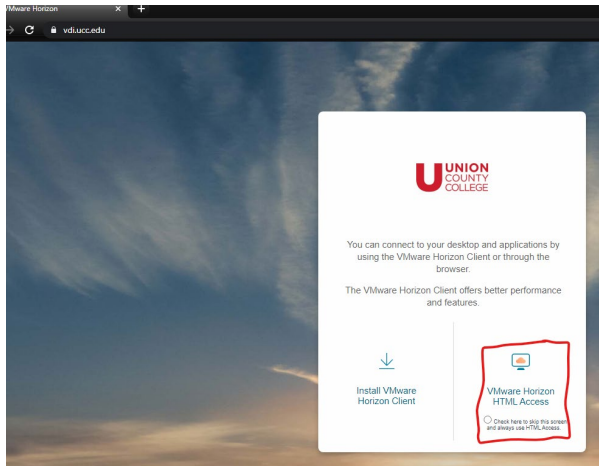 VMware Horizon
vdi.ucc.edu
UNION
COUNTY
COLLEGE
You can connect to your desktop and applications by
using the VMware Horizon Client or through the
browser.
The VMware Horizon Client offers better performance
and features.
Install VMware
Horizon Client
VMware Horizon
HTML Access
Check here to skip this screen
and always use HTML Access.